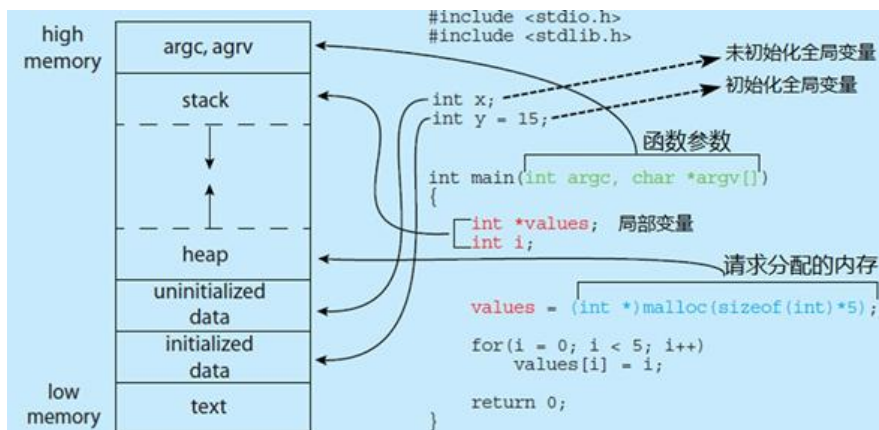 high
memory
argc, agrv
stack
heap
uninitialized
data
initialized
data
text
low
memory
#include <stdio.h>
#include <stdlib.h>
int x;
int y = 15;
未初始化全局变量
初始化全局变量
函数参数
int main(int argc, char *argv[])
{
int *values; 局部变量
int i;
请求分配的内存
values = (int *)malloc(sizeof(int)*5);
for(i = 0; i < 5; i++)
values[i] = i;
return 0;
}